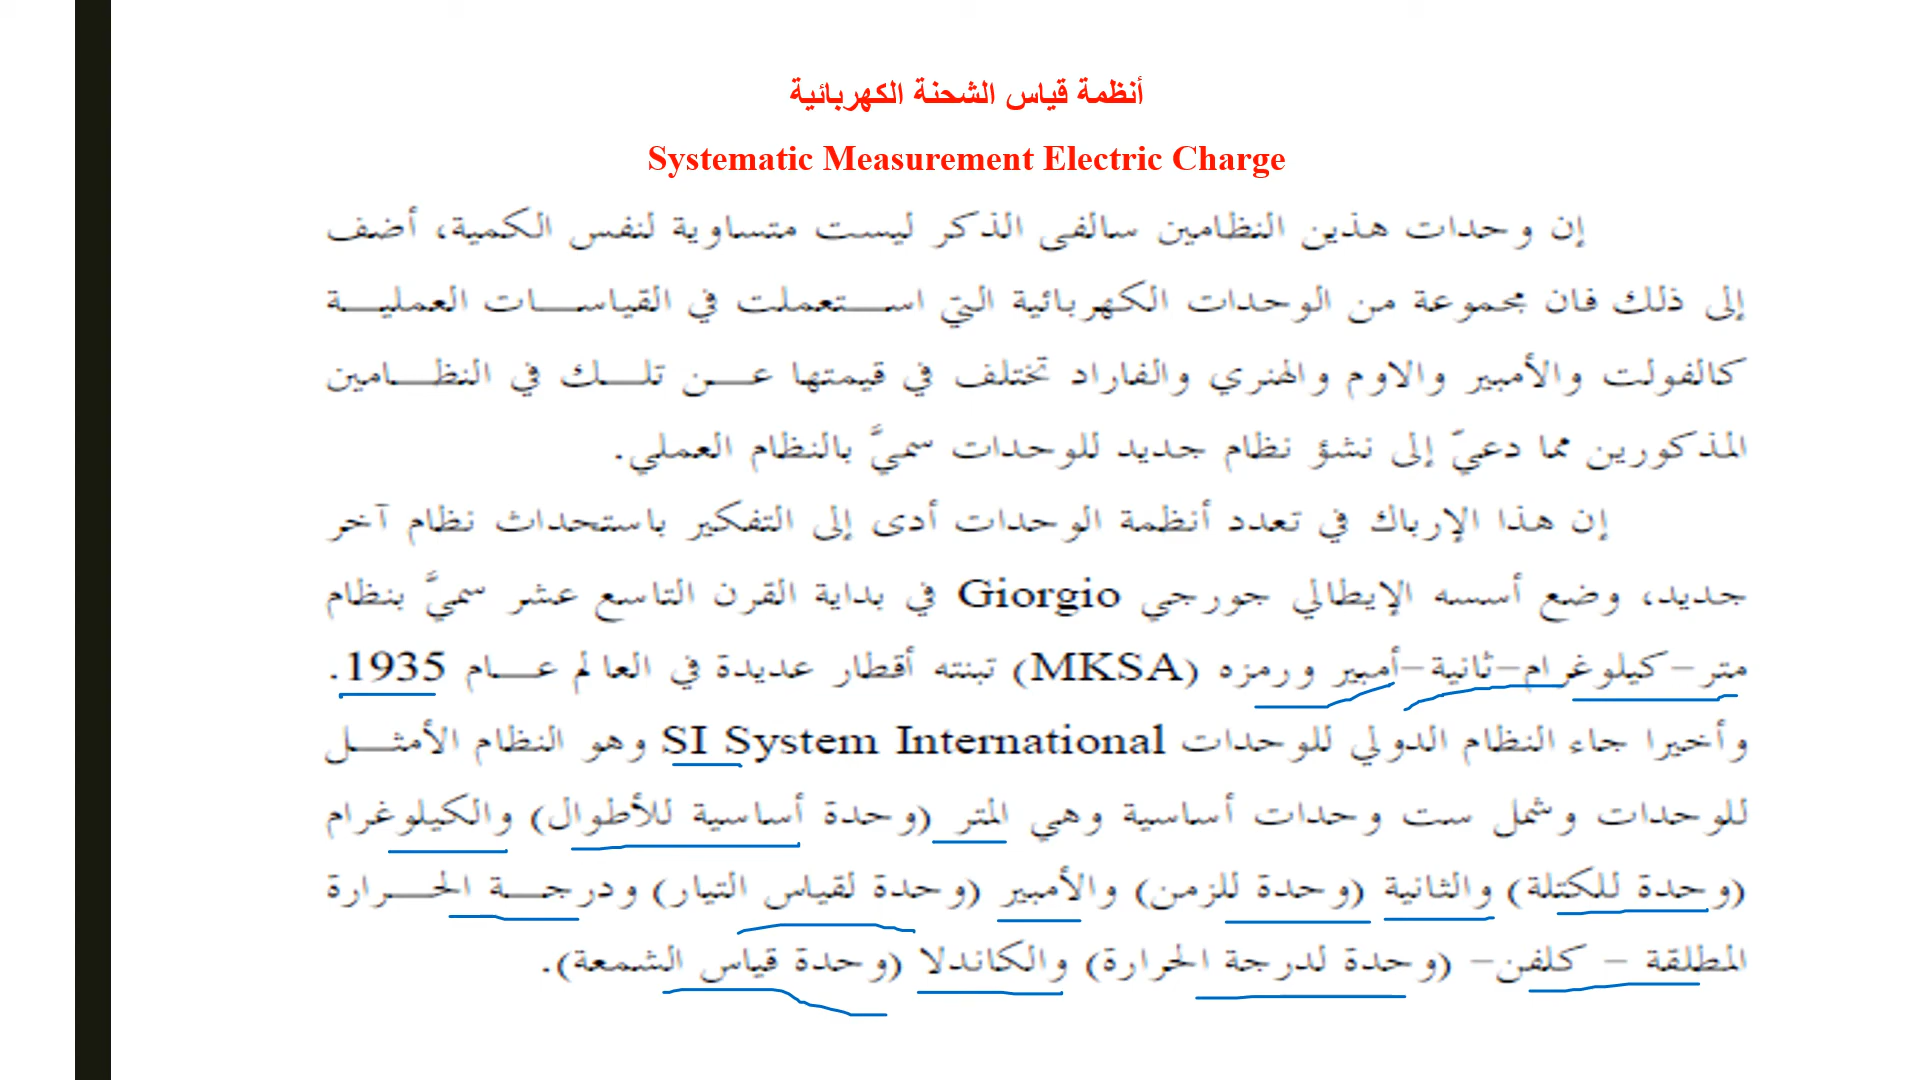 أنظمة قياس الشحنة الكهربائية
Systematic Measurement Electric Charge
إن وحدات هذين النظامين سالفى الذكر ليست متساوية لنفس الكمية، أضف
إلى ذلك فان مجموعة من الوحدات الكهربائية التي استعملت في القياسات العملية
كالفولت والأمبير والاوم والهنري والفاراد تختلف في قيمتها عن تلك في النظامين
المذكورين مما دعيّ إلى نشؤ نظام جديد للوحدات سميَّ بالنظام العملي.
إن هذا الإرباك في تعدد أنظمة الوحدات أدى إلى التفكير باستحداث نظام آخر
جديد، وضع أسسه الإيطالي جورجي Giorgio في بداية القرن التاسع عشر سميَّ بنظام
متر-كيلوغرام-ثانية-أمبير ورمزه (MKSA) تبنته أقطار عديدة في العالم عام 1935.
وأخيرا جاء النظام الدولي للوحدات SI System International وهو النظام الأمثل
للوحدات وشمل ست وحدات أساسية وهي المتر (وحدة أساسية للأطوال) والكيلوغرام
(وحدة للكتلة) والثانية (وحدة للزمن) والأمبير (وحدة لقياس التيار) ودرجة الحرارة
المطلقة - كلفن- (وحدة لدرجة الحرارة) والكاندلا (وحدة قياس الشمعة).